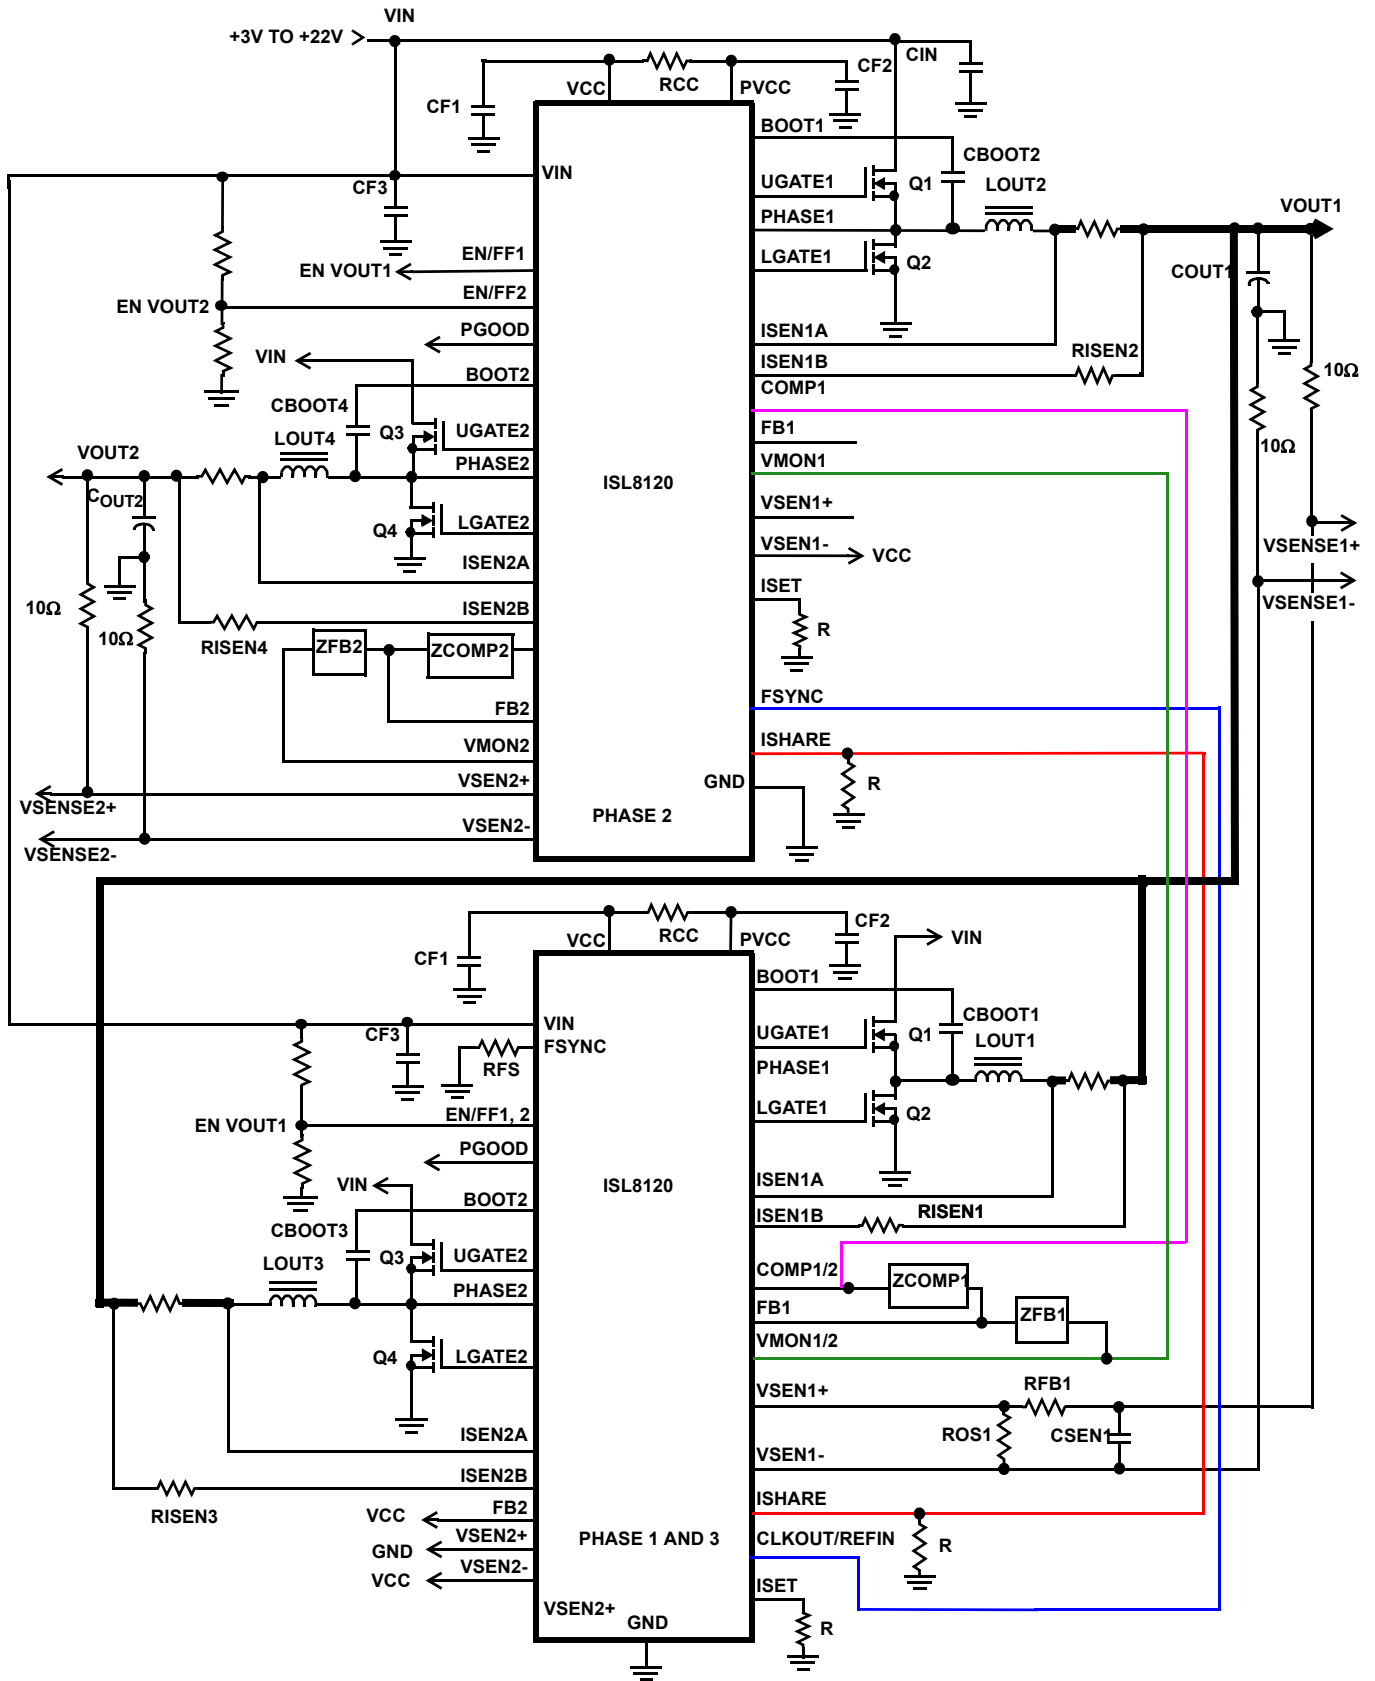 VIN
+3V TO +22V
CIN
CF2
VCC
RCC
PVCC
CF1
BOOT1
CBOOT2
VIN
CF3
UGATE1
Q1
LOUT2
PHASE1
VOUT1
EN/FF1
LGATE1
Q2
EN VOUT1
COUT1
EN/FF2
EN VOUT2
PGOOD
ISEN1A
VIN
ISEN1B
RISEN2
BOOT2
COMP1
10Ω
CBOOT4
Q3
UGATE2
FB1
LOUT4
10Ω
VOUT2
PHASE2
VMON1
ISL8120
COUT2
VSEN1+
Q4
LGATE2
VSENSE1+
VSEN1-
VCC
ISEN2A
ISET
VSENSE1-
10Ω
ISEN2B
R
10Ω
RISEN4
ZFB2
ZCOMP2
FSYNC
FB2
VMON2
ISHARE
VSEN2+
GND
R
VSENSE2+
PHASE 2
VSEN2-
VSENSE2-
CF2
VCC
RCC
PVCC
VIN
CF1
BOOT1
CBOOT1
VIN
CF3
UGATE1
Q1
LOUT1
FSYNC
RFS
PHASE1
EN/FF1, 2
LGATE1
Q2
EN VOUT1
PGOOD
VIN
ISL8120
ISEN1A
BOOT2
CBOOT3
ISEN1B
RISEN1
Q3
UGATE2
LOUT3
COMP1/2
ZCOMP1
PHASE2
FB1
ZFB1
VMON1/2
Q4
LGATE2
VSEN1+
RFB1
ISEN2A
ROS1
CSEN1
VSEN1-
ISEN2B
ISHARE
RISEN3
VCC
FB2
VSEN2+
PHASE 1 AND 3
CLKOUT/REFIN
R
GND
VSEN2-
VCC
ISET
VSEN2+
GND
R